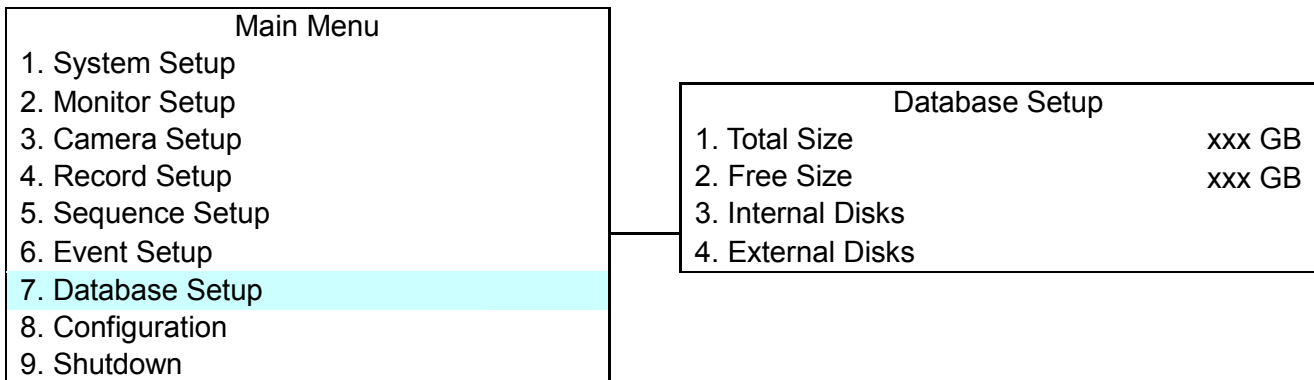 Main Menu
1. System Setup
2. Monitor Setup
3. Camera Setup
4. Record Setup
5. Sequence Setup
6. Event Setup
7. Database Setup
8. Configuration
9. Shutdown
Database Setup
1. Total Size xxx GB
2. Free Size xxx GB
3. Internal Disks
4. External Disks